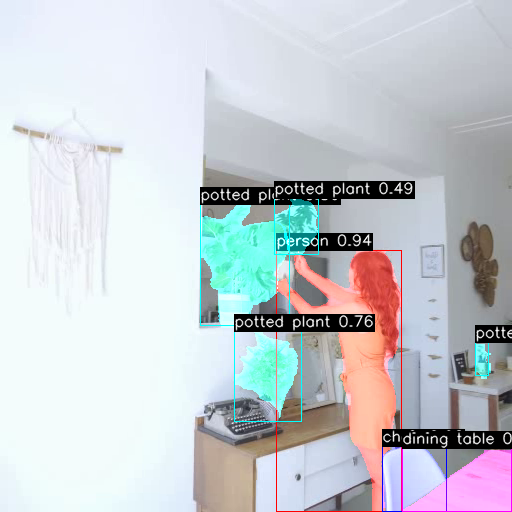 potted pl
potted plant 0.49
person 0.94
potted plant 0.76
potte
ch
dining table 0